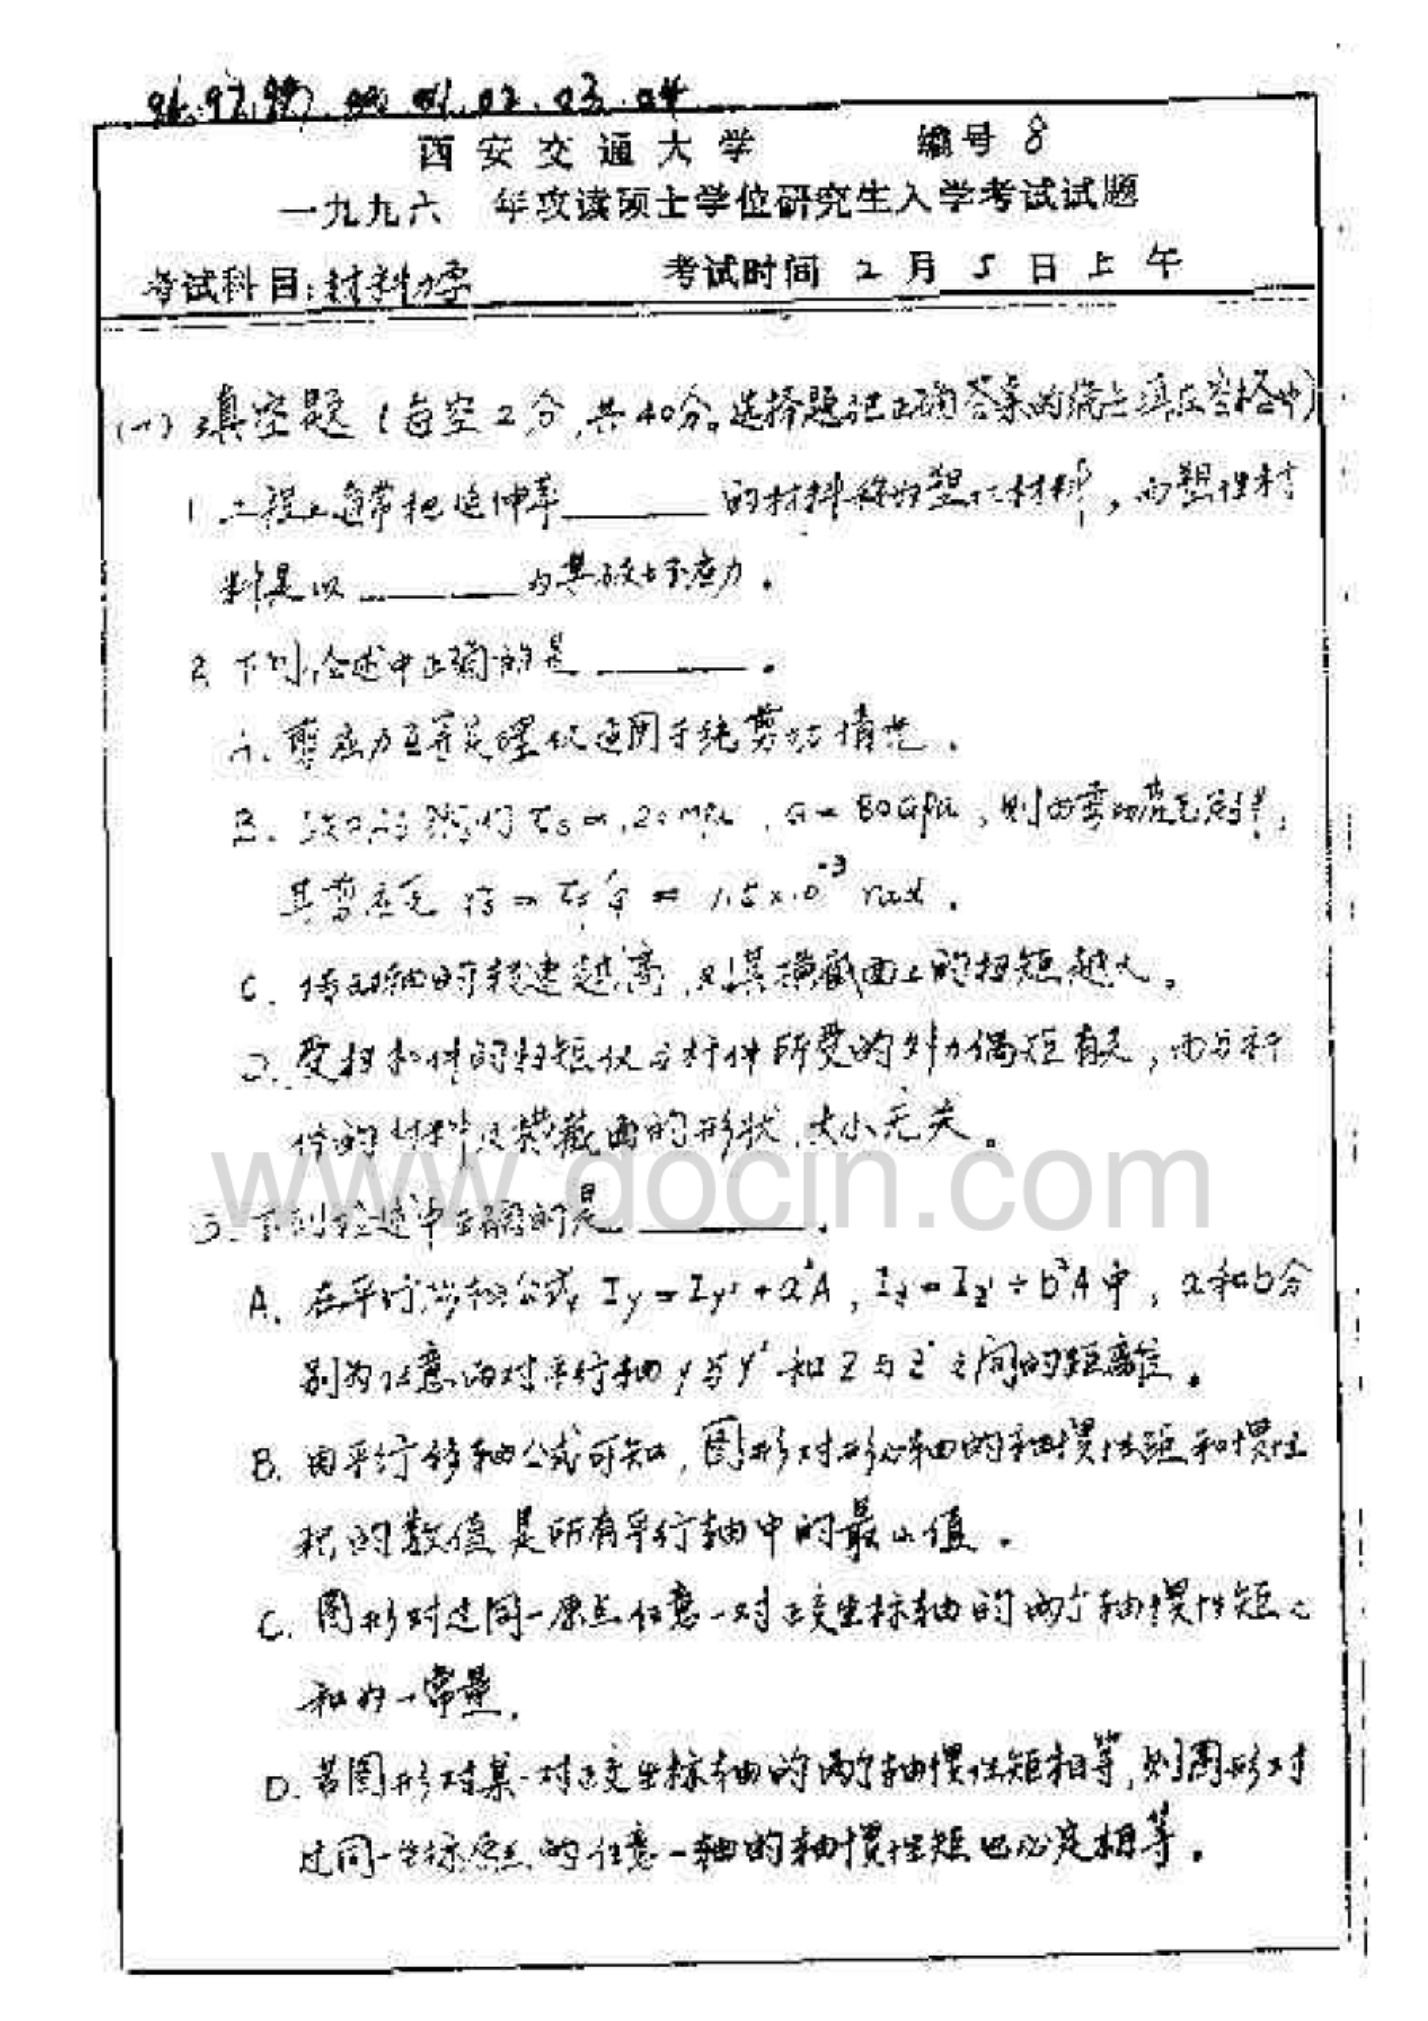 96.97.99.00.01.02.03.04
西安交通大学 编号 8
一九九六 年攻读硕士学位研究生入学考试试题
考试科目:材料力学 考试时间 2 月 5 日 上 午
(一)填空题(每空2分,共40分。选择题把正确答案的编号填在空格中)
1. 工程上通常把延伸率____的材料称为塑性材料,而塑性材
料是以____为其破坏应力。
2. 下列论述中正确的是____。
A. 剪应力互等定理仅适用于纯剪切情况。
B. 的 τs=120MPa,G=80GPa,则
其剪应变 γs=τs/G=1.5×10⁻³ rad。
C. 传动轴的转速越高,则其横截面上的扭矩越大。
D. 受扭杆件的扭矩仅与杆件所受的外力偶矩有关,而与杆
件的材料及横截面的形状、大小无关。
3. 下列论述中正确的是____。
A. 在平行移轴公式 Iy=Iy'+a²A,Iz=Iz'+b²A中,a和b分
别为任意两对平行轴 y与y' 和 z与z' 之间的距离。
B. 由平行移轴公式可知,图形对形心轴的轴惯性矩和惯性
积的数值是所有平行轴中的最小值。
C. 图形对过同一原点任意一对正交坐标轴的两个轴惯性矩之
和为一常量。
D. 若图形对某一对正交坐标轴的两个轴惯性矩相等,则图形对
过同一坐标原点的任意一轴的轴惯性矩也必定相等。
www.docin.com